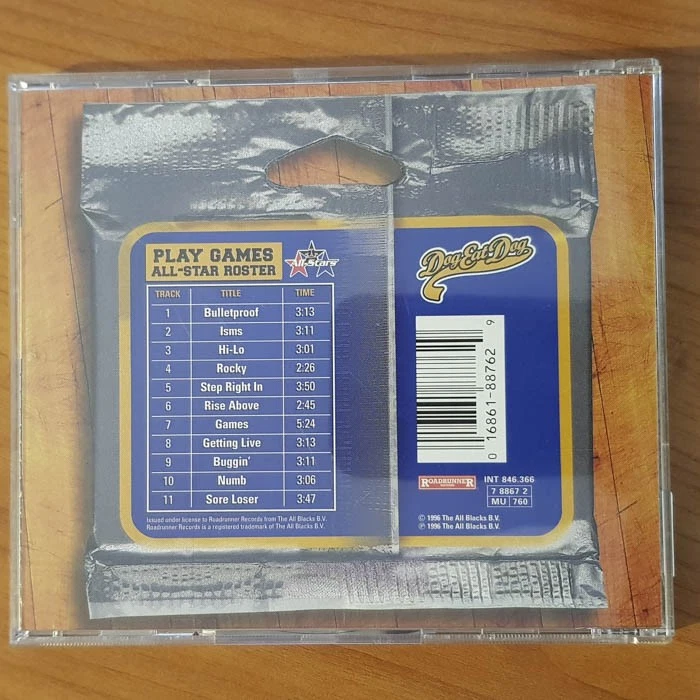 PLAY GAMES
ALL-STAR ROSTER
All-Stars
TRACK TITLE TIME
1 Bulletproof 3:13
2 Isms 3:11
3 Hi-Lo 3:01
4 Rocky 2:26
5 Step Right In 3:50
6 Rise Above 2:45
7 Games 5:24
8 Getting Live 3:13
9 Buggin' 3:11
10 Numb 3:06
11 Sore Loser 3:47
Issued under license to Roadrunner Records from The All Blacks B.V.
Roadrunner Records is a registered trademark of The All Blacks B.V.
Dog Eat Dog
0 16861-88762 9
ROADRUNNER
INT 846.366
7 8867 2
MU 760
© 1996 The All Blacks B.V.
℗ 1996 The All Blacks B.V.